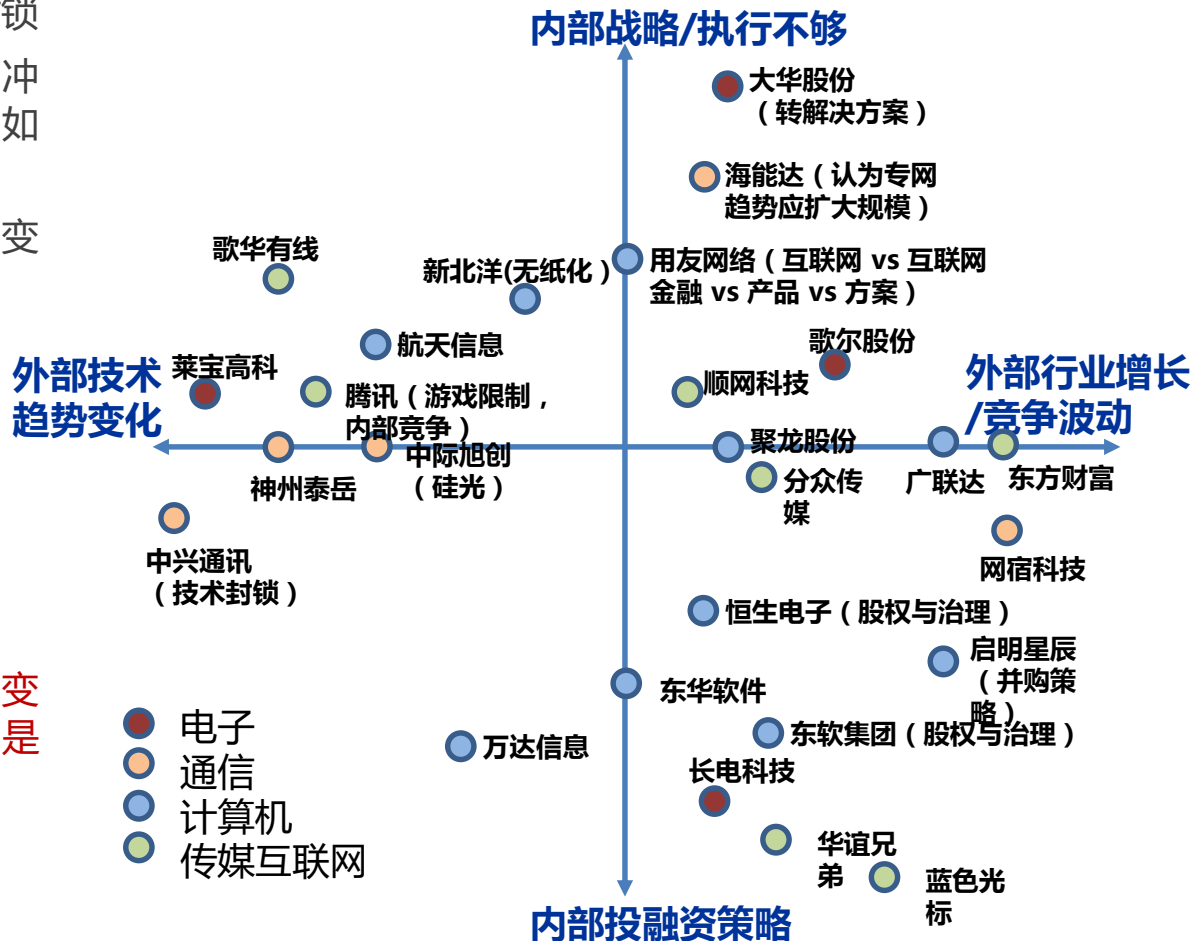 锁
冲
如
变
变
是
内部战略/执行不够
大华股份
（转解决方案）
海能达（认为专网
趋势应扩大规模）
歌华有线
新北洋(无纸化）
用友网络（互联网 vs 互联网
金融 vs 产品 vs 方案）
航天信息
歌尔股份
外部技术
趋势变化
莱宝高科
腾讯（游戏限制，
内部竞争）
顺网科技
外部行业增长
/竞争波动
中际旭创
（硅光）
聚龙股份
神州泰岳
分众传
媒
广联达
东方财富
中兴通讯
（技术封锁）
网宿科技
恒生电子（股权与治理）
启明星辰
（并购策
略）
东华软件
东软集团（股权与治理）
万达信息
长电科技
华谊兄
弟
蓝色光
标
电子
通信
计算机
传媒互联网
内部投融资策略